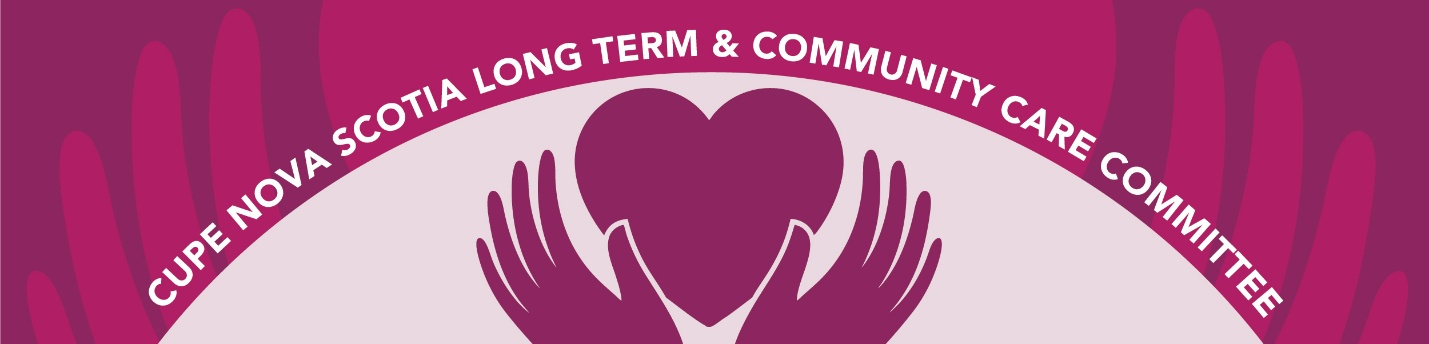 CUPE NOVA SCOTIA LONG TERM & COMMUNITY CARE COMMITTEE